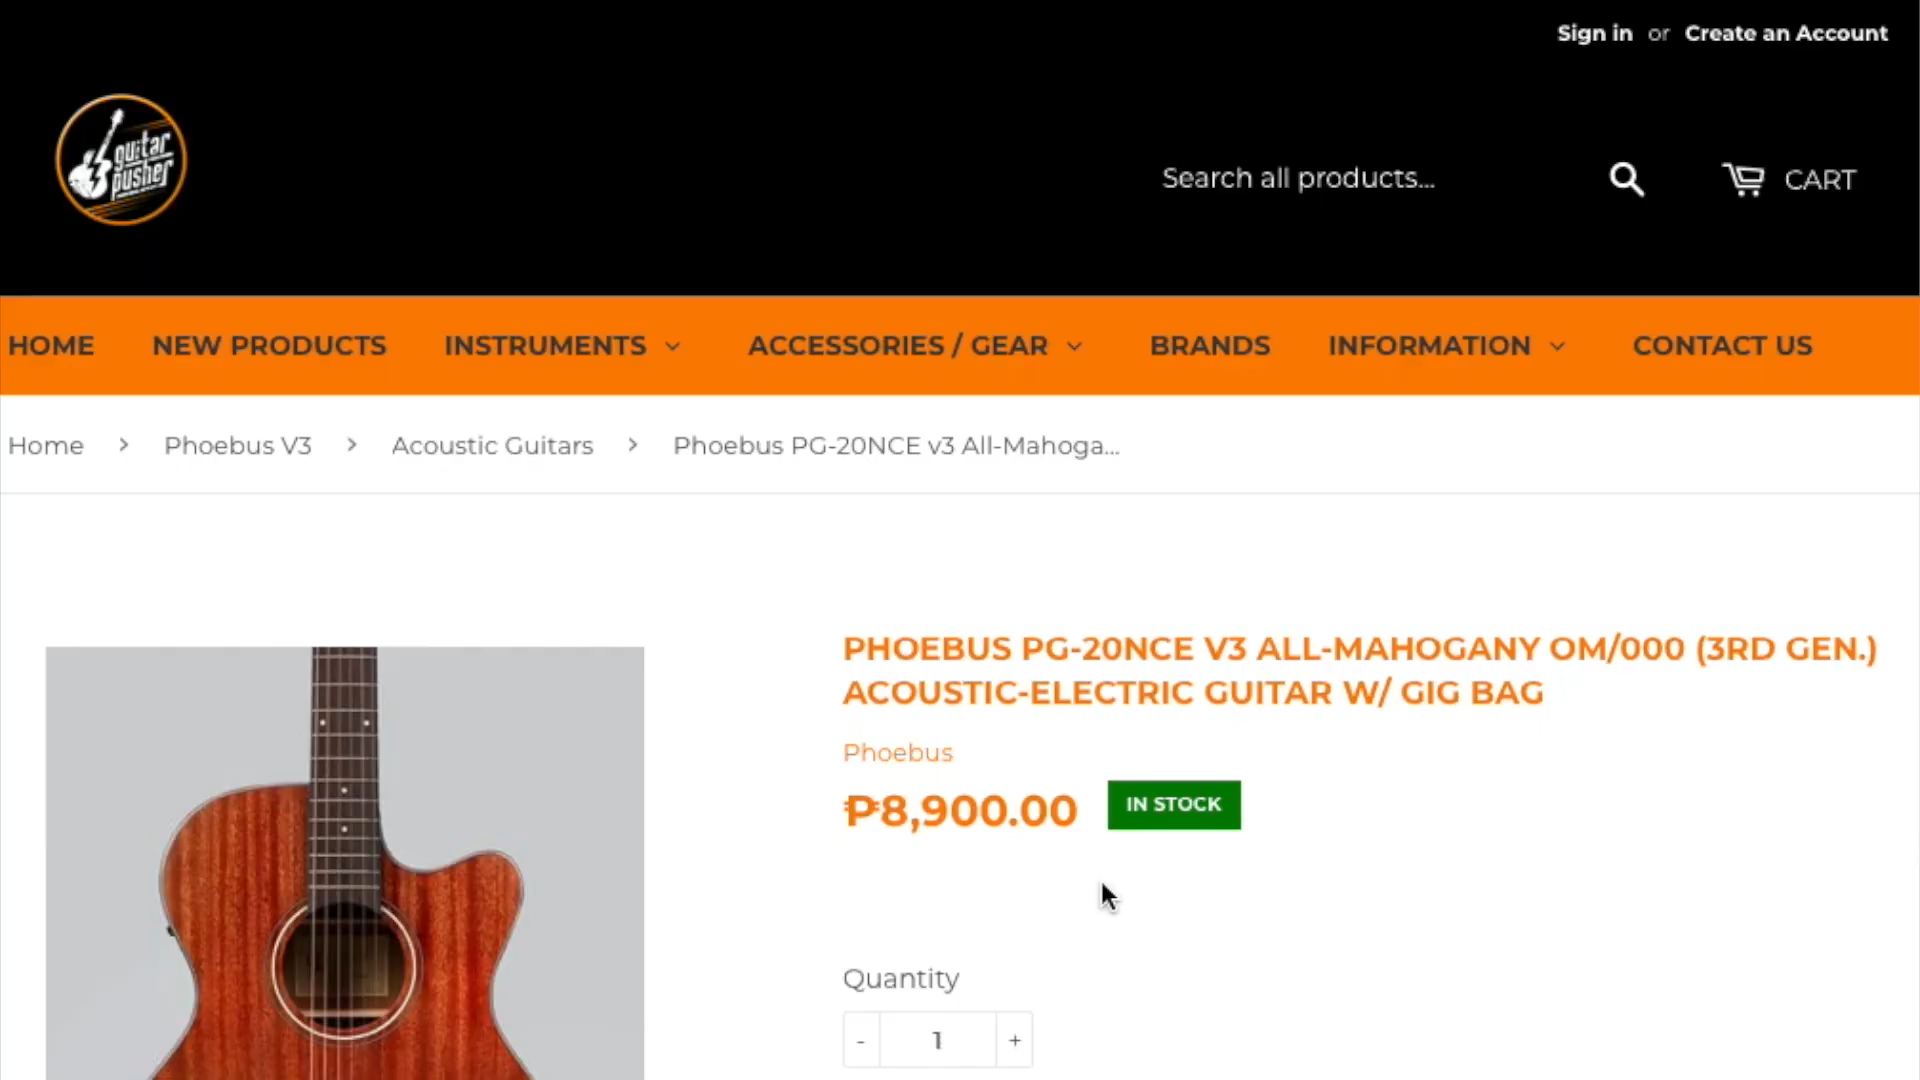 Sign in or Create an Account
guitar
pusher
Search all products...
CART
HOME NEW PRODUCTS INSTRUMENTS ACCESSORIES / GEAR BRANDS INFORMATION CONTACT US
Home > Phoebus V3 > Acoustic Guitars > Phoebus PG-20NCE v3 All-Mahoga...
PHOEBUS PG-20NCE V3 ALL-MAHOGANY OM/000 (3RD GEN.)
ACOUSTIC-ELECTRIC GUITAR W/ GIG BAG
Phoebus
₱8,900.00 IN STOCK
Quantity
- 1 +